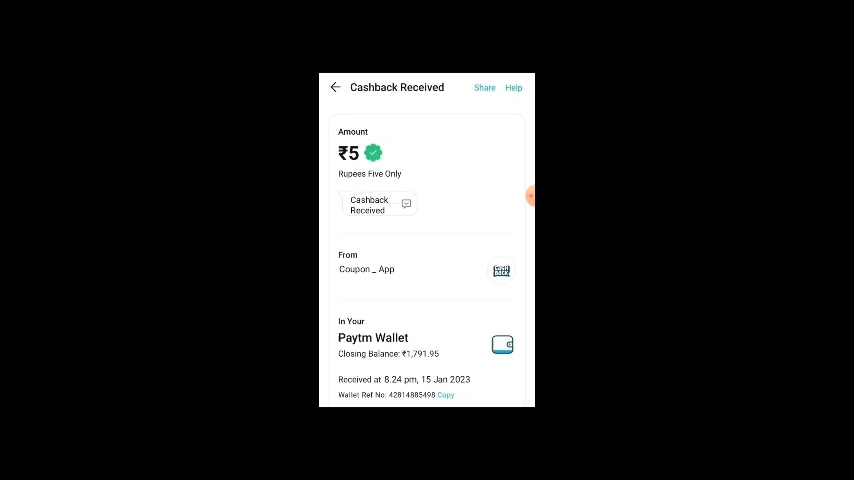 Cashback Received Share Help
Amount
₹5
Rupees Five Only
Cashback
Received
From
Coupon _ App
In Your
Paytm Wallet
Closing Balance: ₹1,791.95
Received at 8.24 pm, 15 Jan 2023
Wallet Ref No: 42814885498 Copy